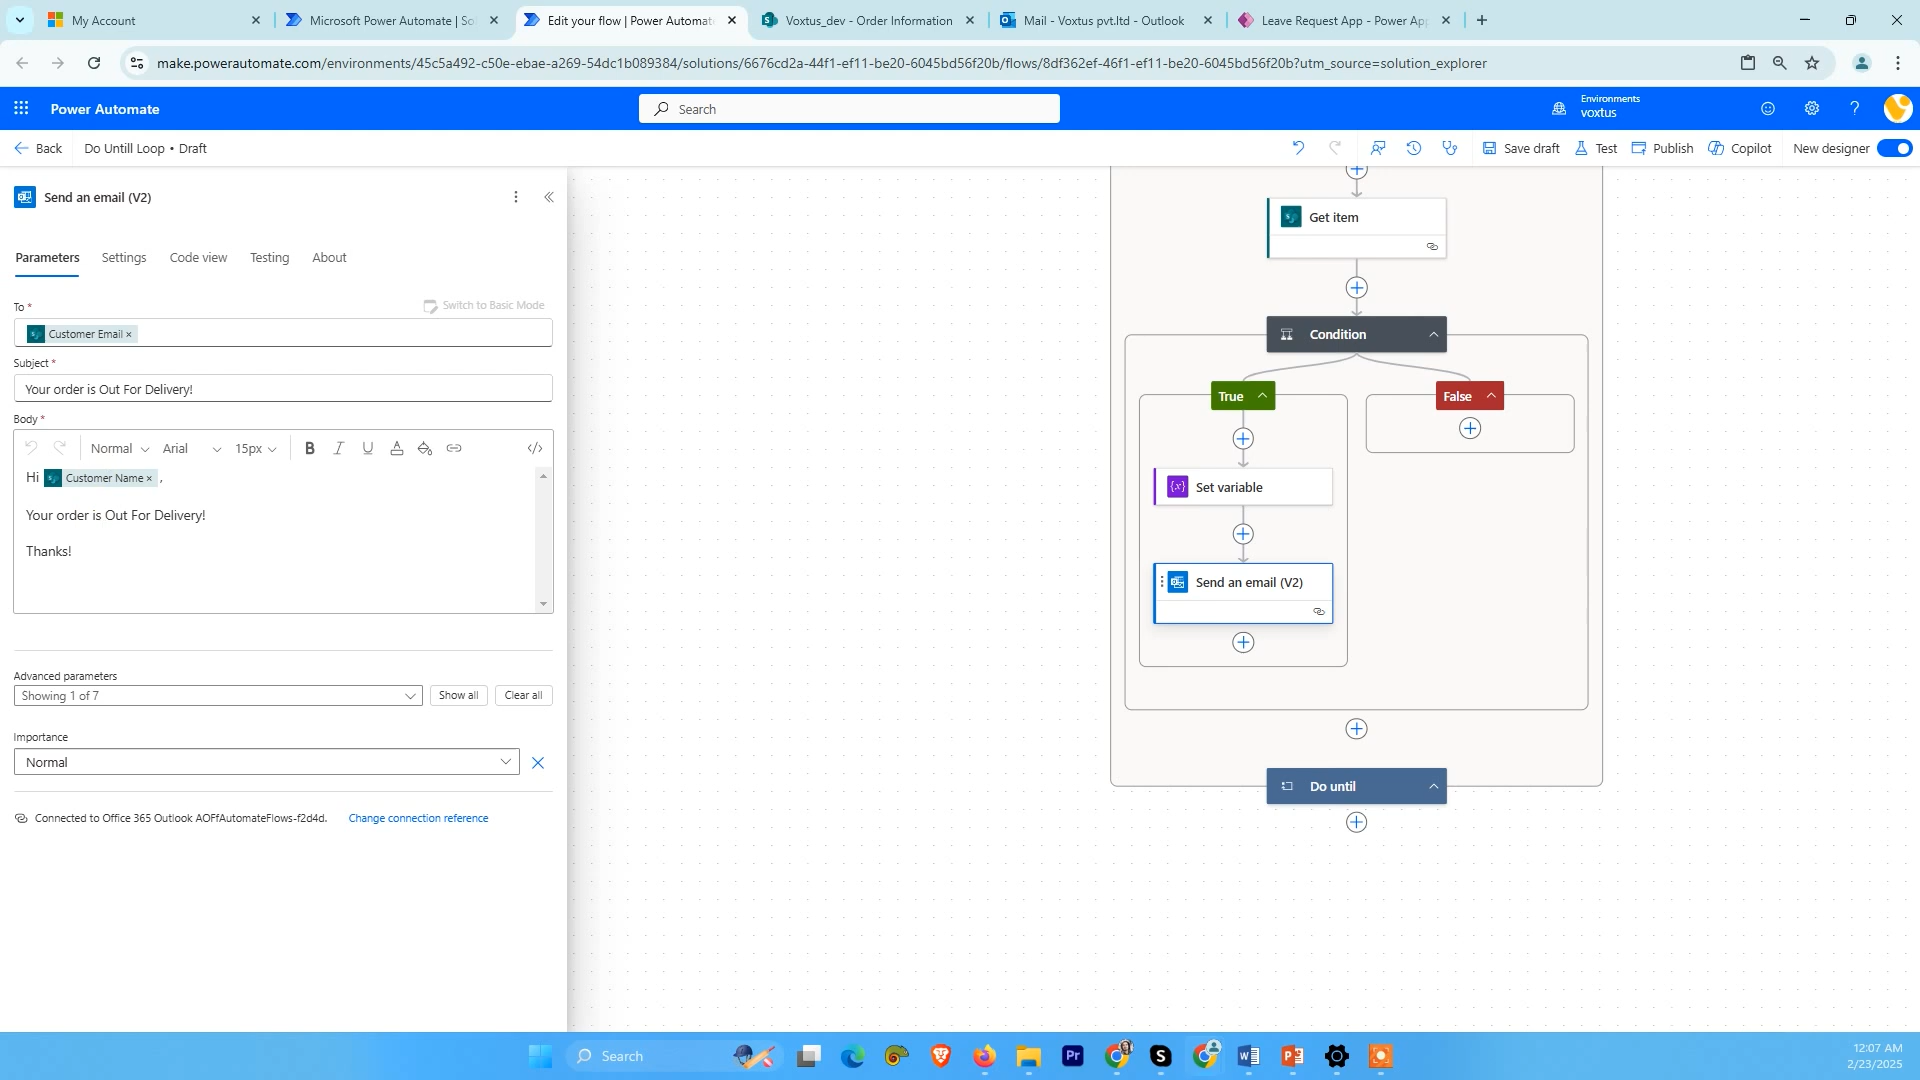 My Account
Microsoft Power Automate | So
Edit your flow | Power Automate
Voxtus_dev - Order Information
Mail - Voxtus pvt.ltd - Outlook
Leave Request App - Power Ap
make.powerautomate.com/environments/45c5a492-c50e-ebae-a269-54dc1b089384/solutions/6676cd2a-44f1-ef11-be20-6045bd56f20b/flows/8df362ef-46f1-ef11-be20-6045bd56f20b?utm_source=solution_explorer
Power Automate
Search
Environments
voxtus
Back
Do Untill Loop • Draft
Save draft
Test
Publish
Copilot
New designer
Send an email (V2)
Parameters
Settings
Code view
Testing
About
To *
Switch to Basic Mode
Customer Email ×
Subject *
Your order is Out For Delivery!
Body *
Normal
Arial
15px
Hi Customer Name × ,
Your order is Out For Delivery!
Thanks!
Advanced parameters
Showing 1 of 7
Show all
Clear all
Importance
Normal
Connected to Office 365 Outlook AOFfAutomateFlows-f2d4d.
Change connection reference
Get item
Condition
True
False
Set variable
Send an email (V2)
Do until
Search
12:07 AM
2/23/2025